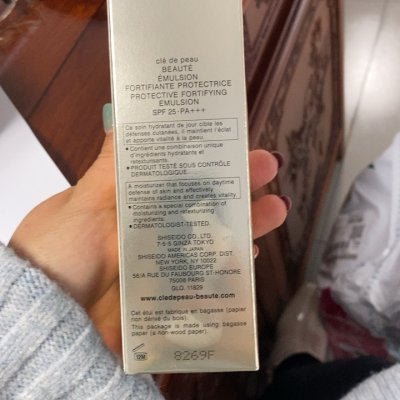 clé de peau
BEAUTÉ
ÉMULSION
FORTIFIANTE PROTECTRICE
PROTECTIVE FORTIFYING
EMULSION
SPF 25·PA+++
Ce soin hydratant de jour cible les
défenses cutanées, il maintient l'éclat
et apporte vitalité à la peau.
•Contient une combinaison unique
d'ingrédients hydratants et
retexturisants.
•PRODUIT TESTÉ SOUS CONTRÔLE
DERMATOLOGIQUE.
A moisturizer that focuses on daytime
defense of skin and effectively
maintains radiance and creates vitality.
•Contains a special combination of
moisturizing and retexturizing
ingredients.
•DERMATOLOGIST-TESTED.
SHISEIDO CO., LTD.
7-5-5 GINZA TOKYO
MADE IN JAPAN
SHISEIDO AMERICAS CORP. DIST.
NEW YORK, NY 10022
SHISEIDO EUROPE
56/A RUE DU FAUBOURG ST-HONORE
75008 PARIS
GLO. 11829
www.cledepeau-beaute.com
Cet étui est fabriqué en bagasse (papier
non dérivé du bois).
This package is made using bagasse
paper (a non-wood paper).
12M
8269F